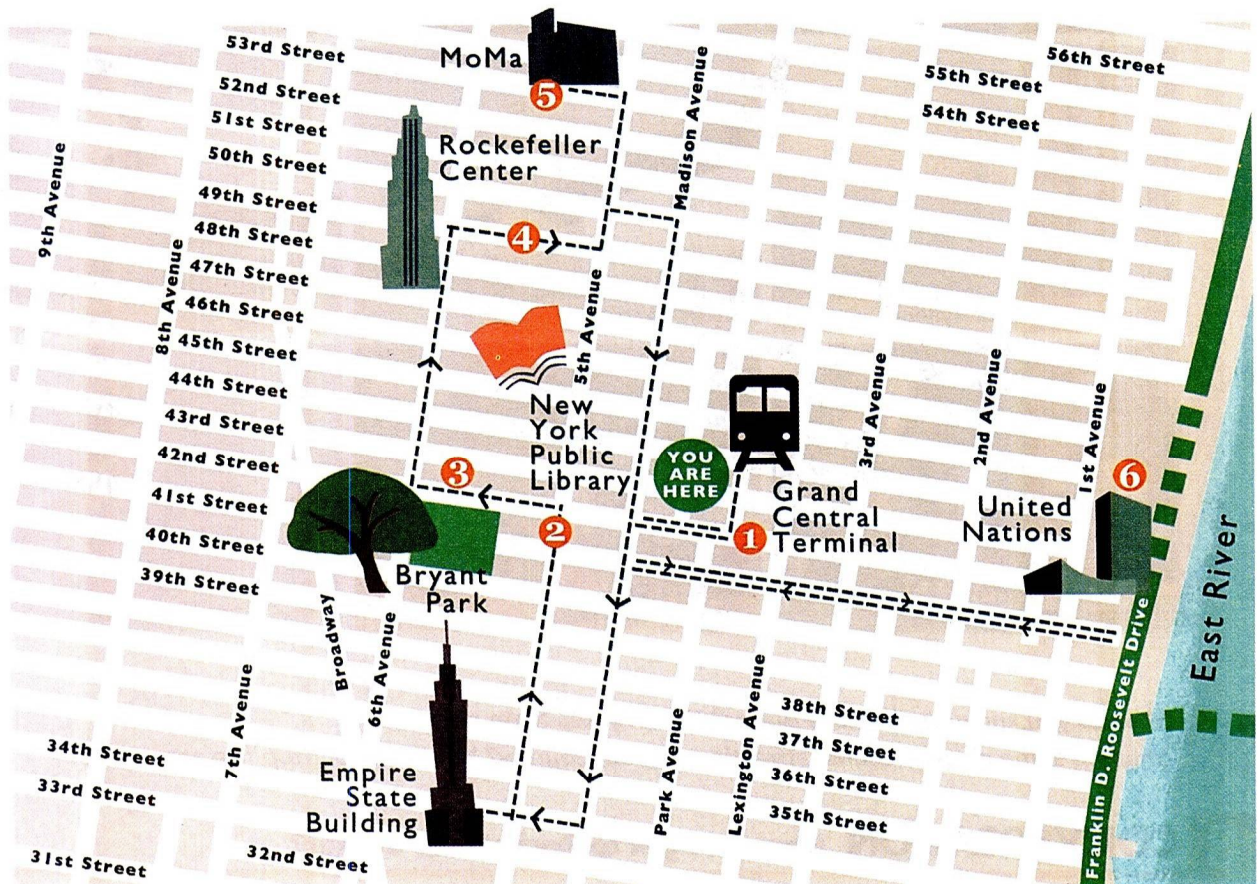 53rd Street
52nd Street
51st Street
50th Street
49th Street
48th Street
47th Street
46th Street
45th Street
44th Street
43rd Street
42nd Street
41st Street
40th Street
39th Street
9th Avenue
8th Avenue
MoMa
5
Rockefeller
Center
4
Madison Avenue
56th Street
55th Street
54th Street
5th Avenue
New
York
Public
Library
YOU
ARE
HERE
3rd Avenue
2nd Avenue
1st Avenue
6
3
2
1
Grand
Central
Terminal
United
Nations
Bryant
Park
Broadway
6th Avenue
7th Avenue
34th Street
33rd Street
31st Street
32nd Street
Empire
State
Building
Park Avenue
Lexington Avenue
38th Street
37th Street
36th Street
35th Street
Franklin D. Roosevelt Drive
East River